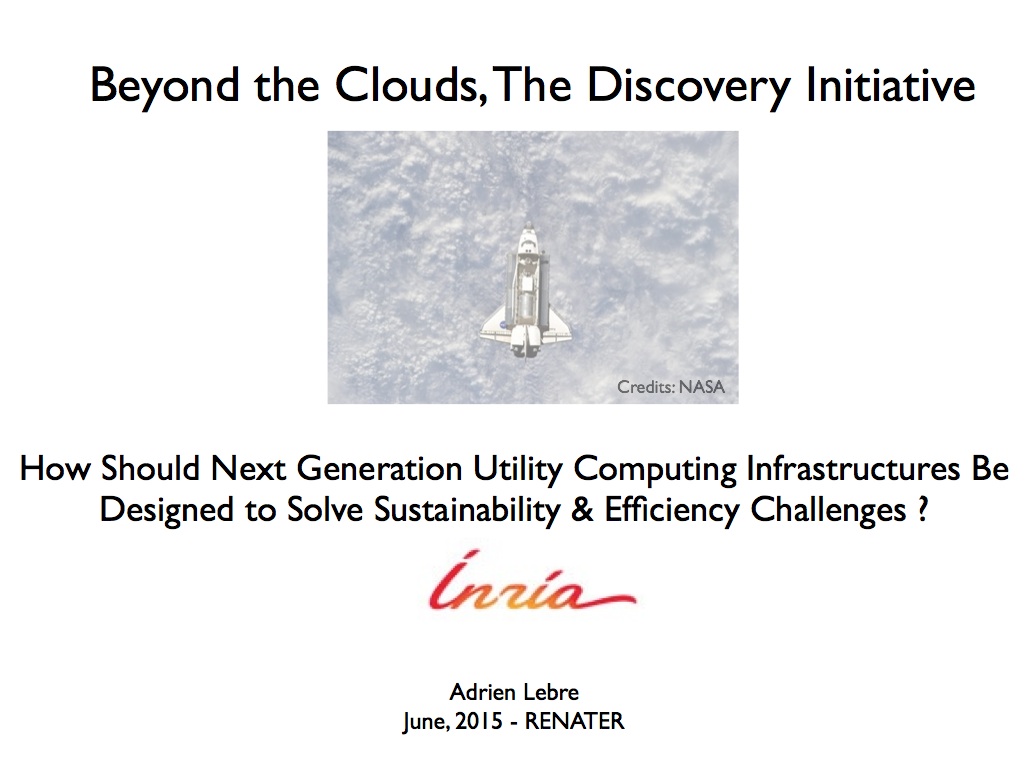 Beyond the Clouds, The Discovery Initiative
Credits: NASA
How Should Next Generation Utility Computing Infrastructures Be
Designed to Solve Sustainability & Efficiency Challenges ?
Inria
Adrien Lebre
June, 2015 - RENATER